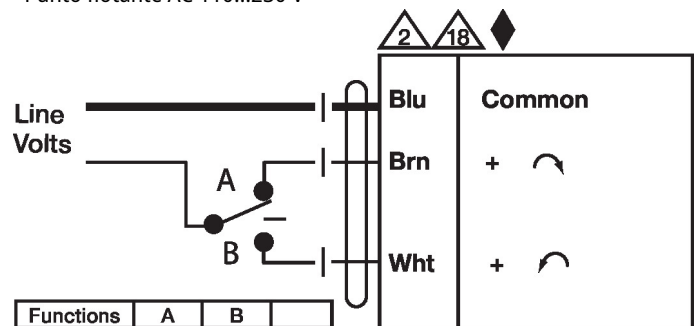 Punto flotante AC 110...230 V
2 18
Line Volts
Blu Common
Brn +
Wht +
A
B
Functions A B